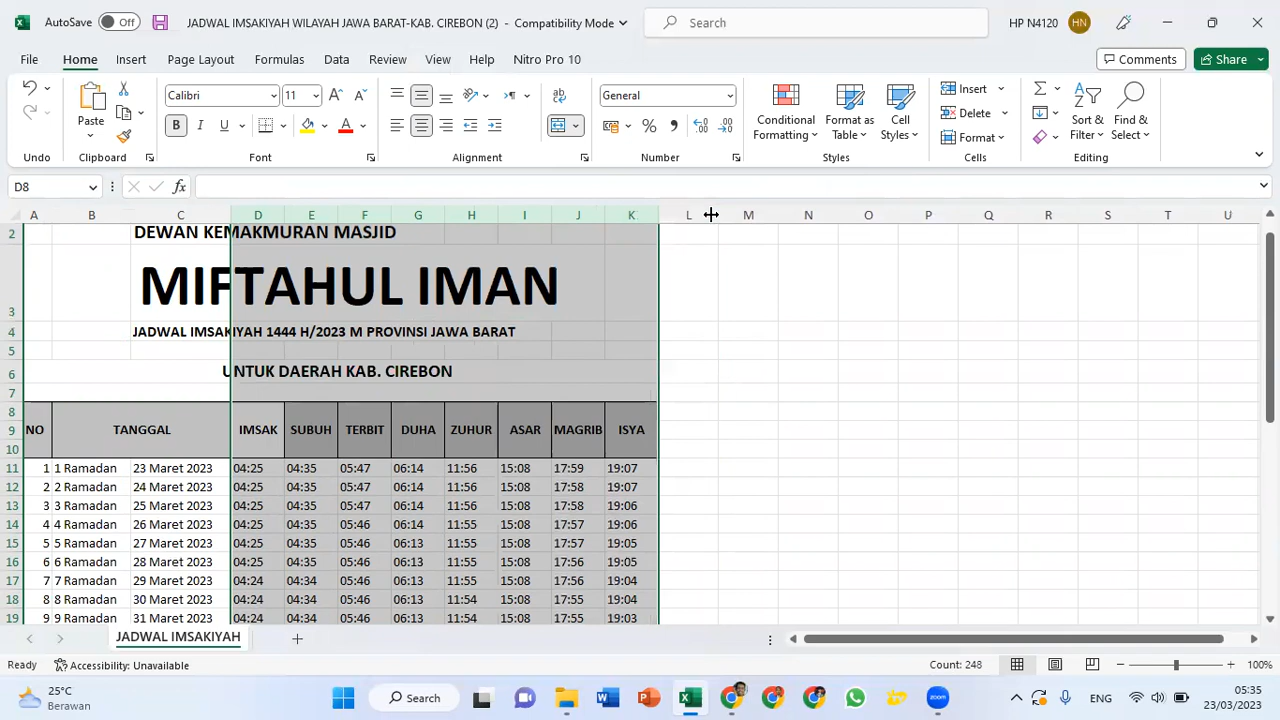 AutoSave Off JADWAL IMSAKIYAH WILAYAH JAWA BARAT-KAB. CIREBON (2) - Compatibility Mode Search HP N4120 HN
File Home Insert Page Layout Formulas Data Review View Help Nitro Pro 10 Comments Share
Paste Calibri 11 General Conditional Formatting Format as Table Cell Styles Insert Delete Format Sort & Filter Find & Select
B I U
Undo Clipboard Font Alignment Number Styles Cells Editing
D8 fx
A B C D E F G H I J K L M N O P Q R S T U
2 DEWAN KEMAKMURAN MASJID
3 MIFTAHUL IMAN
4 JADWAL IMSAKIYAH 1444 H/2023 M PROVINSI JAWA BARAT
5
6 UNTUK DAERAH KAB. CIREBON
7
8
9 NO TANGGAL IMSAK SUBUH TERBIT DUHA ZUHUR ASAR MAGRIB ISYA
10
11 1 1 Ramadan 23 Maret 2023 04:25 04:35 05:47 06:14 11:56 15:08 17:59 19:07
12 2 2 Ramadan 24 Maret 2023 04:25 04:35 05:47 06:14 11:56 15:08 17:58 19:07
13 3 3 Ramadan 25 Maret 2023 04:25 04:35 05:47 06:14 11:56 15:08 17:58 19:06
14 4 4 Ramadan 26 Maret 2023 04:25 04:35 05:46 06:14 11:55 15:08 17:57 19:06
15 5 5 Ramadan 27 Maret 2023 04:25 04:35 05:46 06:13 11:55 15:08 17:57 19:05
16 6 6 Ramadan 28 Maret 2023 04:25 04:35 05:46 06:13 11:55 15:08 17:56 19:05
17 7 7 Ramadan 29 Maret 2023 04:24 04:34 05:46 06:13 11:55 15:08 17:56 19:04
18 8 8 Ramadan 30 Maret 2023 04:24 04:34 05:46 06:13 11:54 15:08 17:55 19:04
19 9 9 Ramadan 31 Maret 2023 04:24 04:34 05:46 06:13 11:54 15:08 17:55 19:03
JADWAL IMSAKIYAH
Ready Accessibility: Unavailable Count: 248 100%
25°C
Berawan
Search
ENG
05:35
23/03/2023